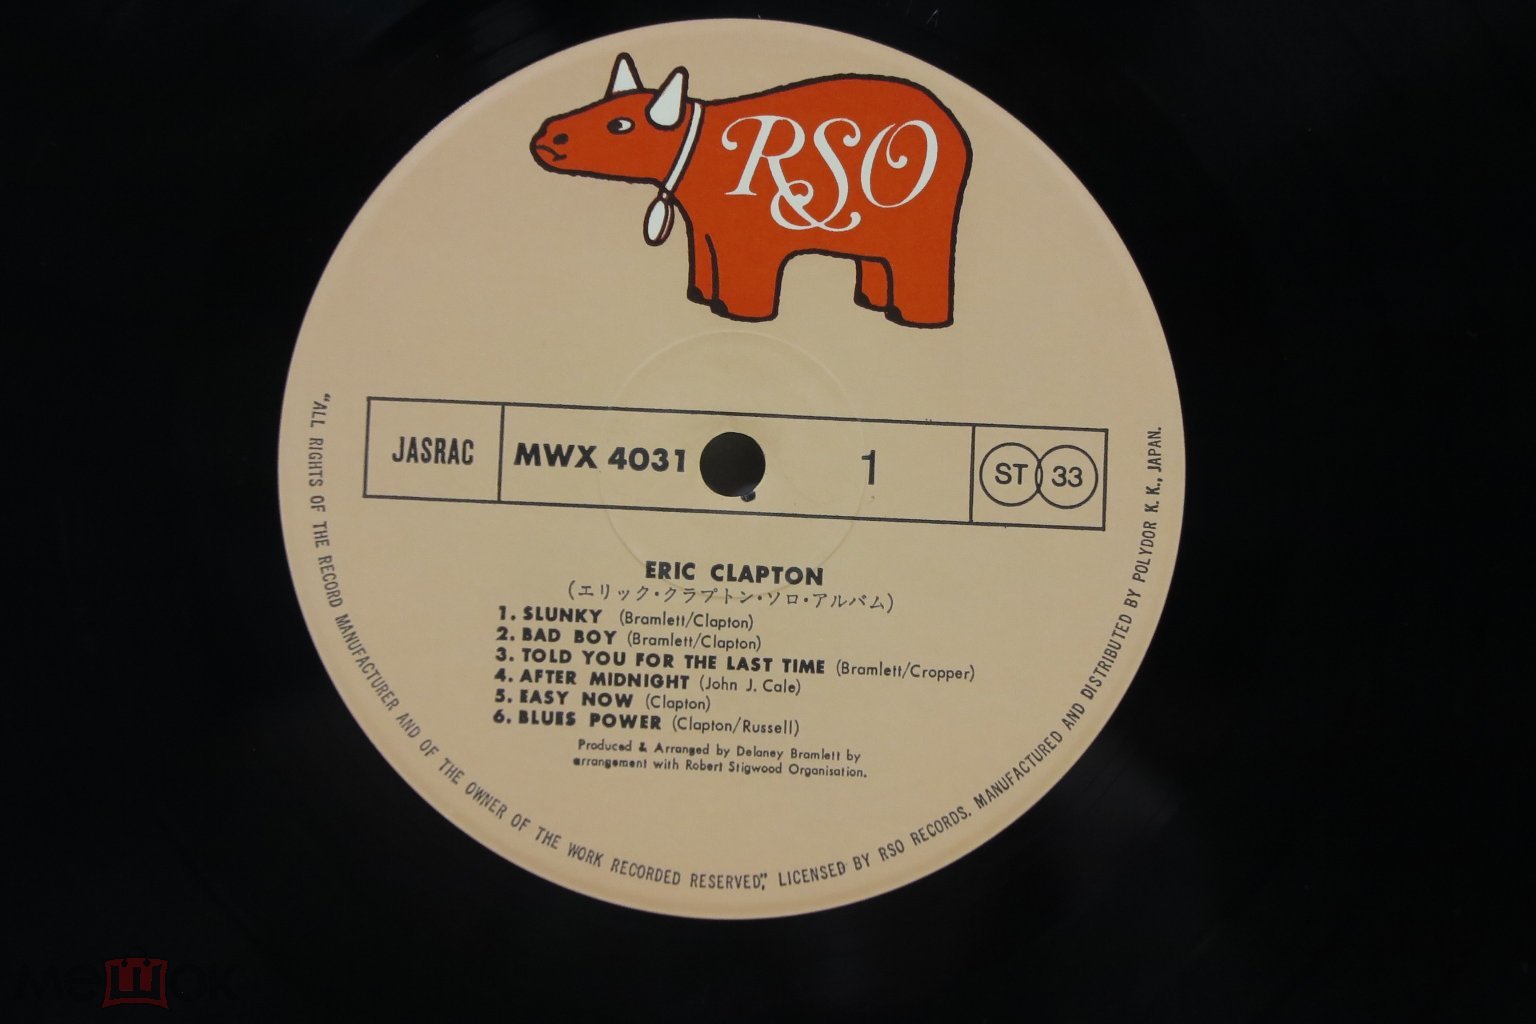 RSO
JASRAC
MWX 4031
1
ST 33
ERIC CLAPTON
(エリック・クラプトン・ソロ・アルバム)
1. SLUNKY (Bramlett/Clapton)
2. BAD BOY (Bramlett/Clapton)
3. TOLD YOU FOR THE LAST TIME (Bramlett/Cropper)
4. AFTER MIDNIGHT (John J. Cale)
5. EASY NOW (Clapton)
6. BLUES POWER (Clapton/Russell)
Produced & Arranged by Delaney Bramlett by
arrangement with Robert Stigwood Organisation.
"ALL RIGHTS OF THE RECORD MANUFACTURER AND OF THE OWNER OF THE WORK RECORDED RESERVED", LICENSED BY RSO RECORDS. MANUFACTURED AND DISTRIBUTED BY POLYDOR K. K., JAPAN.
мешок